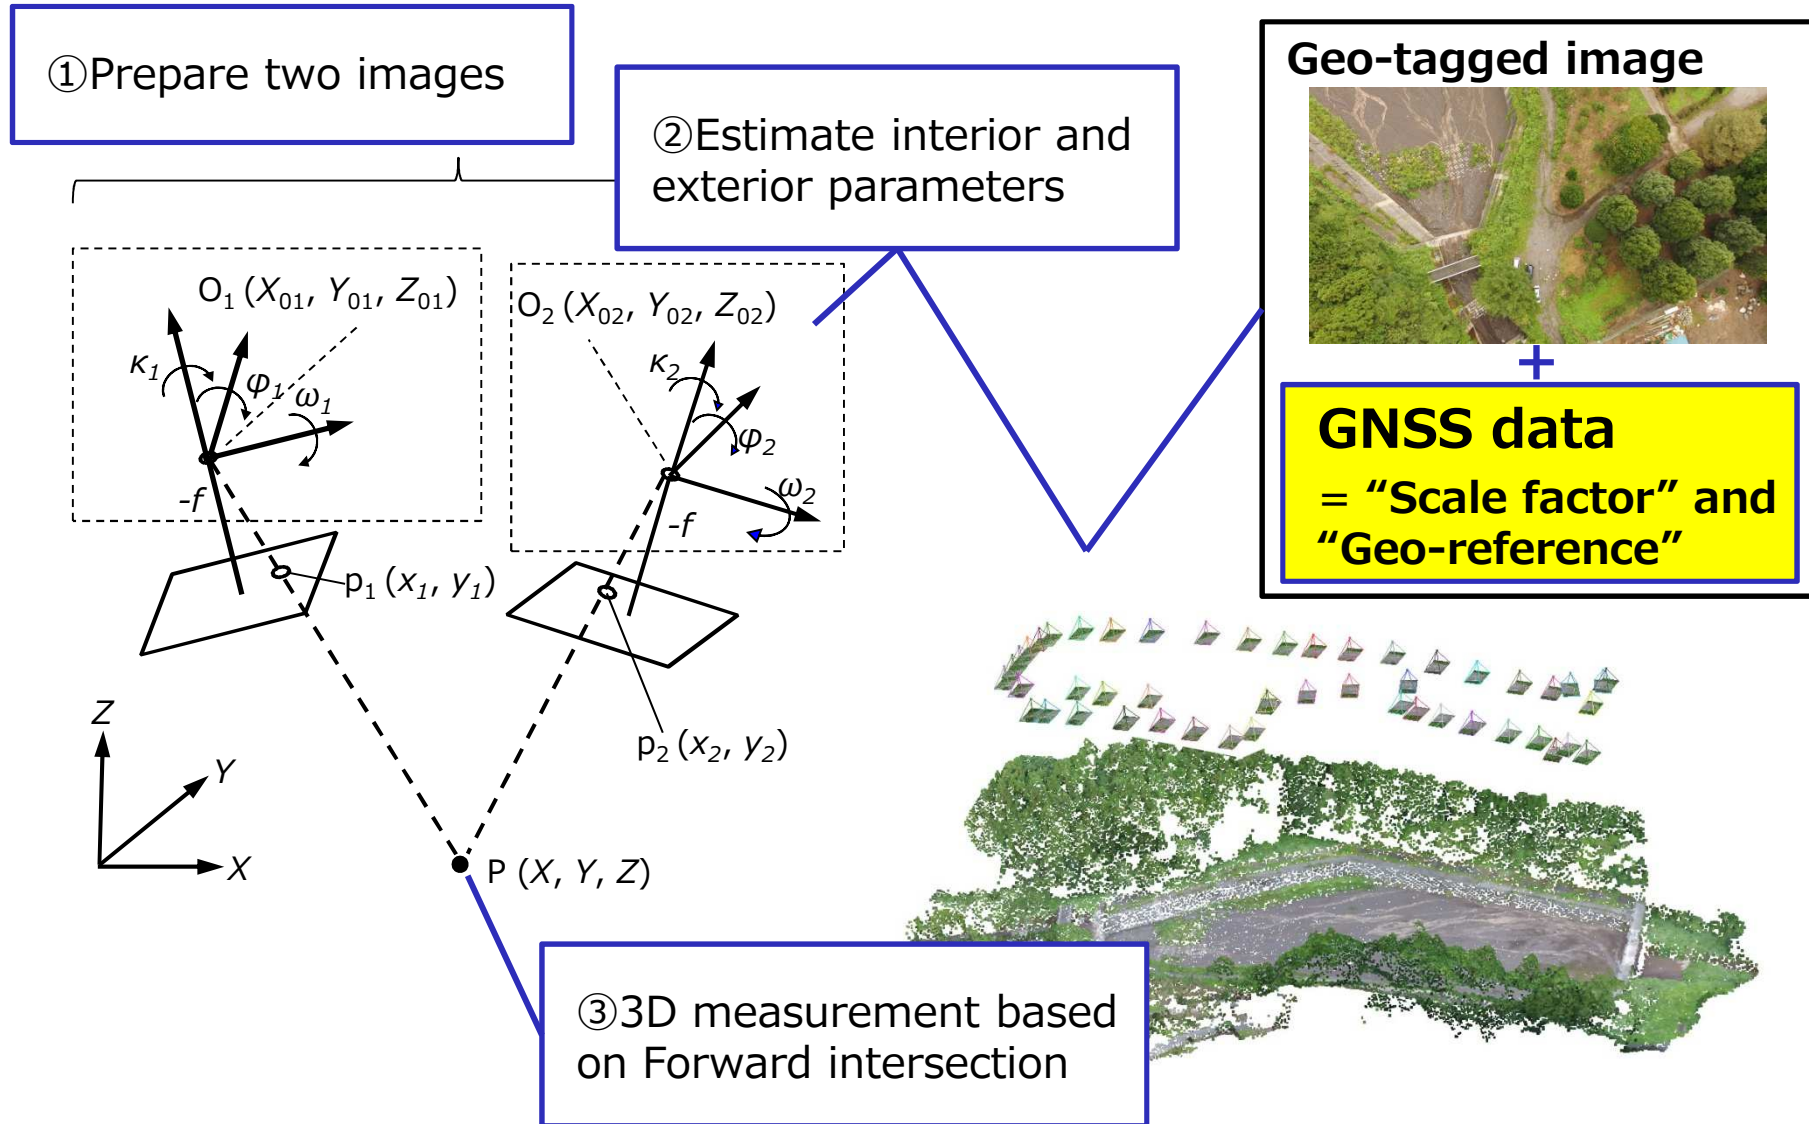 ①Prepare two images
②Estimate interior and
exterior parameters
Geo-tagged image
+
GNSS data
= “Scale factor” and
“Geo-reference”
O₁ (X₀₁, Y₀₁, Z₀₁)
κ₁
φ₁
ω₁
-f
p₁ (x₁, y₁)
O₂ (X₀₂, Y₀₂, Z₀₂)
κ₂
φ₂
ω₂
-f
p₂ (x₂, y₂)
Z
Y
X
P (X, Y, Z)
③3D measurement based
on Forward intersection